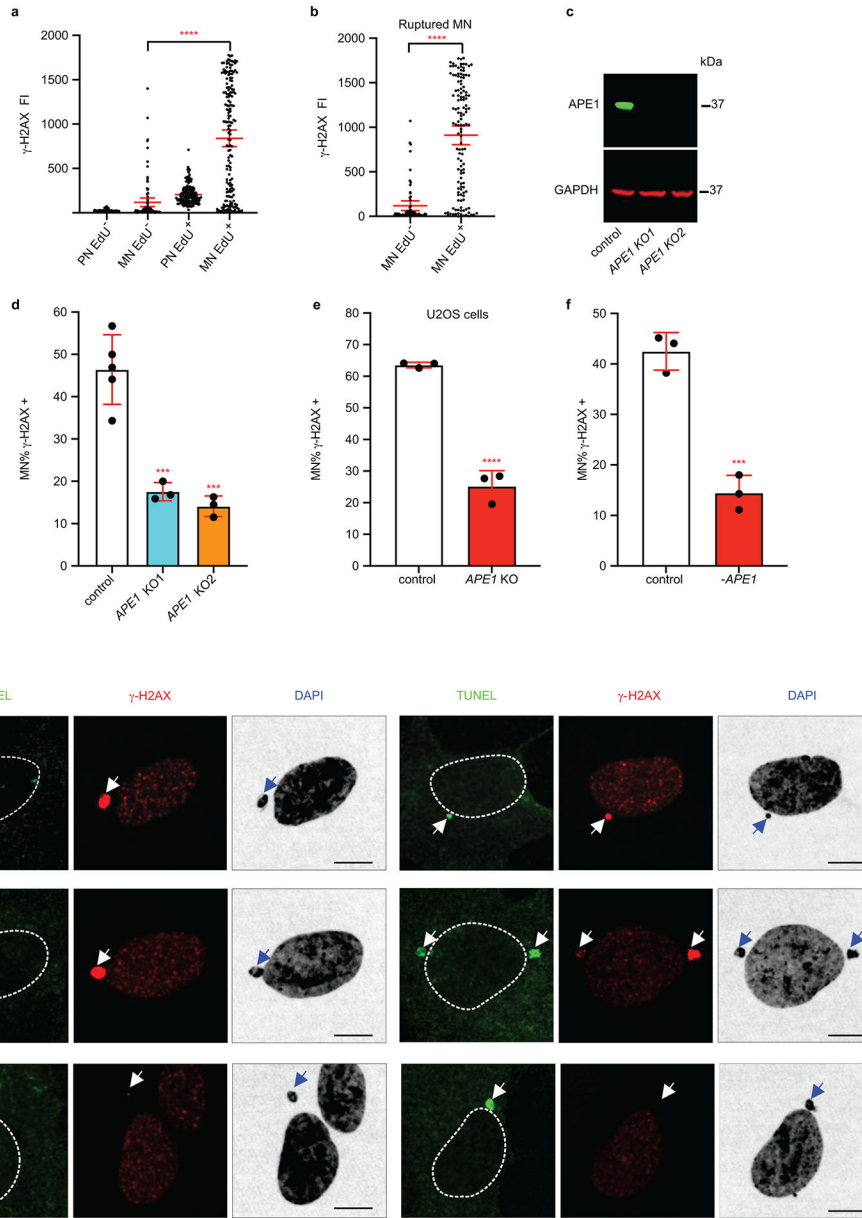 a
****
γ-H2AX FI
2000
1500
1000
500
PN EdU-
MN EdU-
PN EdU+
MN EdU+
b
Ruptured MN
****
γ-H2AX FI
2000
1500
1000
500
0
MN EdU-
MN EdU+
c
kDa
APE1
37
GAPDH
37
control
APE1 KO1
APE1 KO2
d
MN% γ-H2AX +
60
50
40
30
20
10
0
***
***
control
APE1 KO1
APE1 KO2
e
U2OS cells
MN% γ-H2AX +
80
70
60
50
40
30
20
10
0
****
control
APE1 KO
f
MN% γ-H2AX +
50
40
30
20
10
0
***
control
-APE1
EL
γ-H2AX
DAPI
TUNEL
γ-H2AX
DAPI